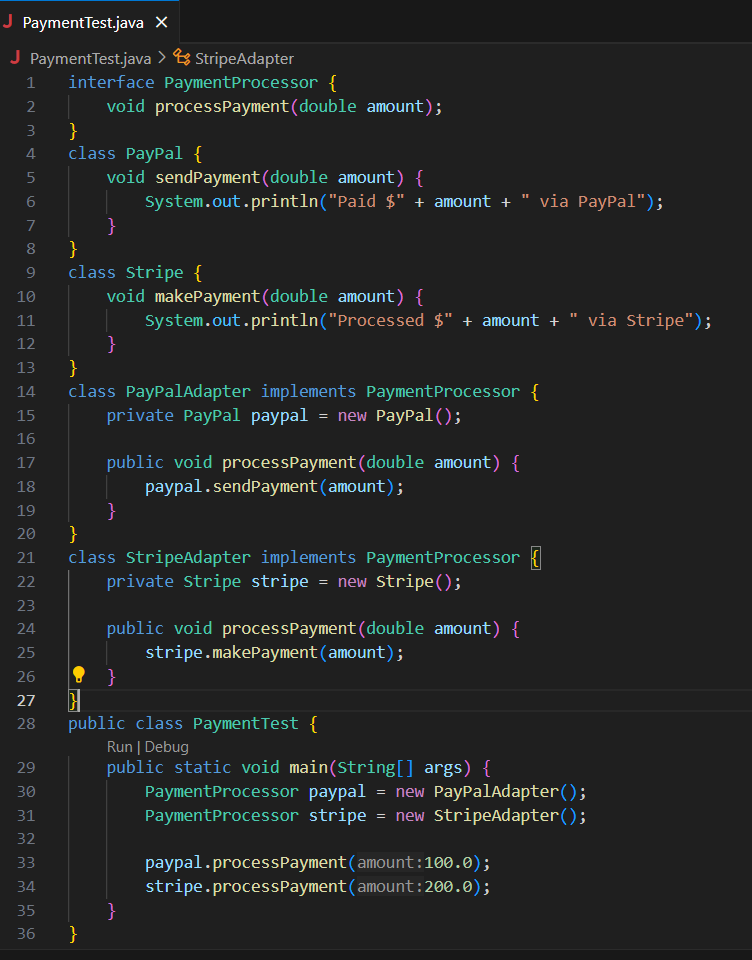 J PaymentTest.java ×
J PaymentTest.java > StripeAdapter
1 interface PaymentProcessor {
2     void processPayment(double amount);
3 }
4 class PayPal {
5     void sendPayment(double amount) {
6         System.out.println("Paid $" + amount + " via PayPal");
7     }
8 }
9 class Stripe {
10     void makePayment(double amount) {
11         System.out.println("Processed $" + amount + " via Stripe");
12     }
13 }
14 class PayPalAdapter implements PaymentProcessor {
15     private PayPal paypal = new PayPal();
16
17     public void processPayment(double amount) {
18         paypal.sendPayment(amount);
19     }
20 }
21 class StripeAdapter implements PaymentProcessor {
22     private Stripe stripe = new Stripe();
23
24     public void processPayment(double amount) {
25         stripe.makePayment(amount);
26     }
27 }
28 public class PaymentTest {
Run | Debug
29     public static void main(String[] args) {
30         PaymentProcessor paypal = new PayPalAdapter();
31         PaymentProcessor stripe = new StripeAdapter();
32
33         paypal.processPayment(amount:100.0);
34         stripe.processPayment(amount:200.0);
35     }
36 }